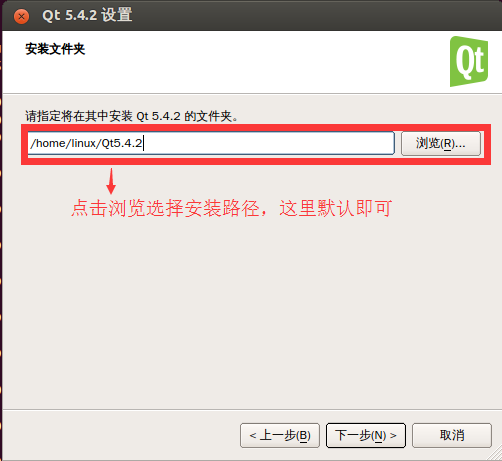 Qt 5.4.2 设置
安装文件夹
Qt
请指定将在其中安装 Qt 5.4.2 的文件夹。
/home/linux/Qt5.4.2
浏览(R)...
点击浏览选择安装路径，这里默认即可
< 上一步(B)
下一步(N) >
取消